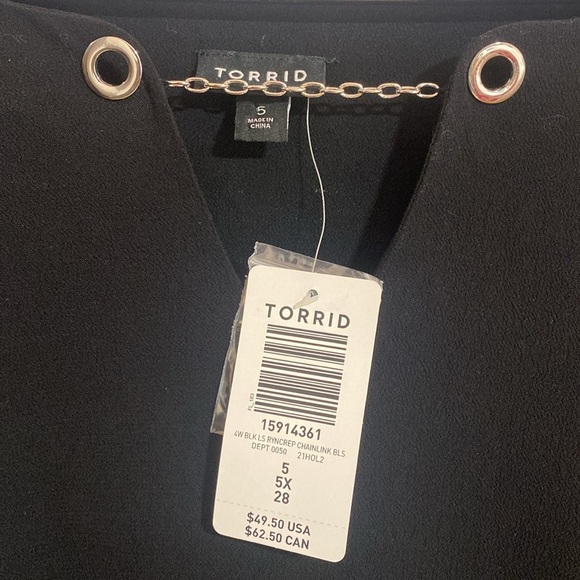 TORRID
5
MADE IN
CHINA
TORRID
FL_183
15914361
4W BLK LS RYNCREP CHAINLINK BLS
DEPT 0050 21HOL2
5
5X
28
$49.50 USA
$62.50 CAN